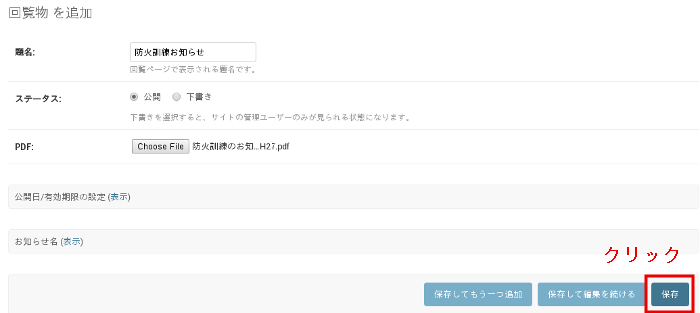 回覧物 を追加
題名: 防火訓練お知らせ
回覧ページで表示される題名です。
ステータス: 公開 下書き
下書きを選択すると、サイトの管理ユーザーのみが見られる状態になります。
PDF: Choose File 防火訓練のお知...H27.pdf
公開日/有効期限の設定 (表示)
お知らせ名 (表示)
クリック
保存してもう一つ追加 保存して編集を続ける 保存